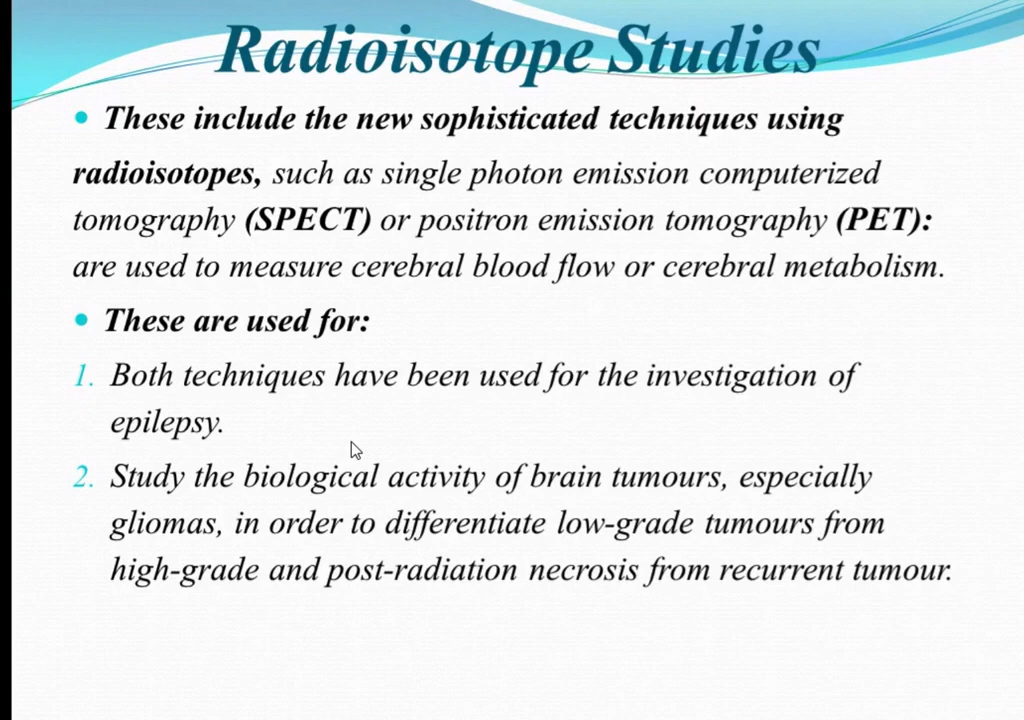 Radioisotope Studies
• These include the new sophisticated techniques using
radioisotopes, such as single photon emission computerized
tomography (SPECT) or positron emission tomography (PET):
are used to measure cerebral blood flow or cerebral metabolism.
• These are used for:
1. Both techniques have been used for the investigation of
epilepsy.
2. Study the biological activity of brain tumours, especially
gliomas, in order to differentiate low-grade tumours from
high-grade and post-radiation necrosis from recurrent tumour.